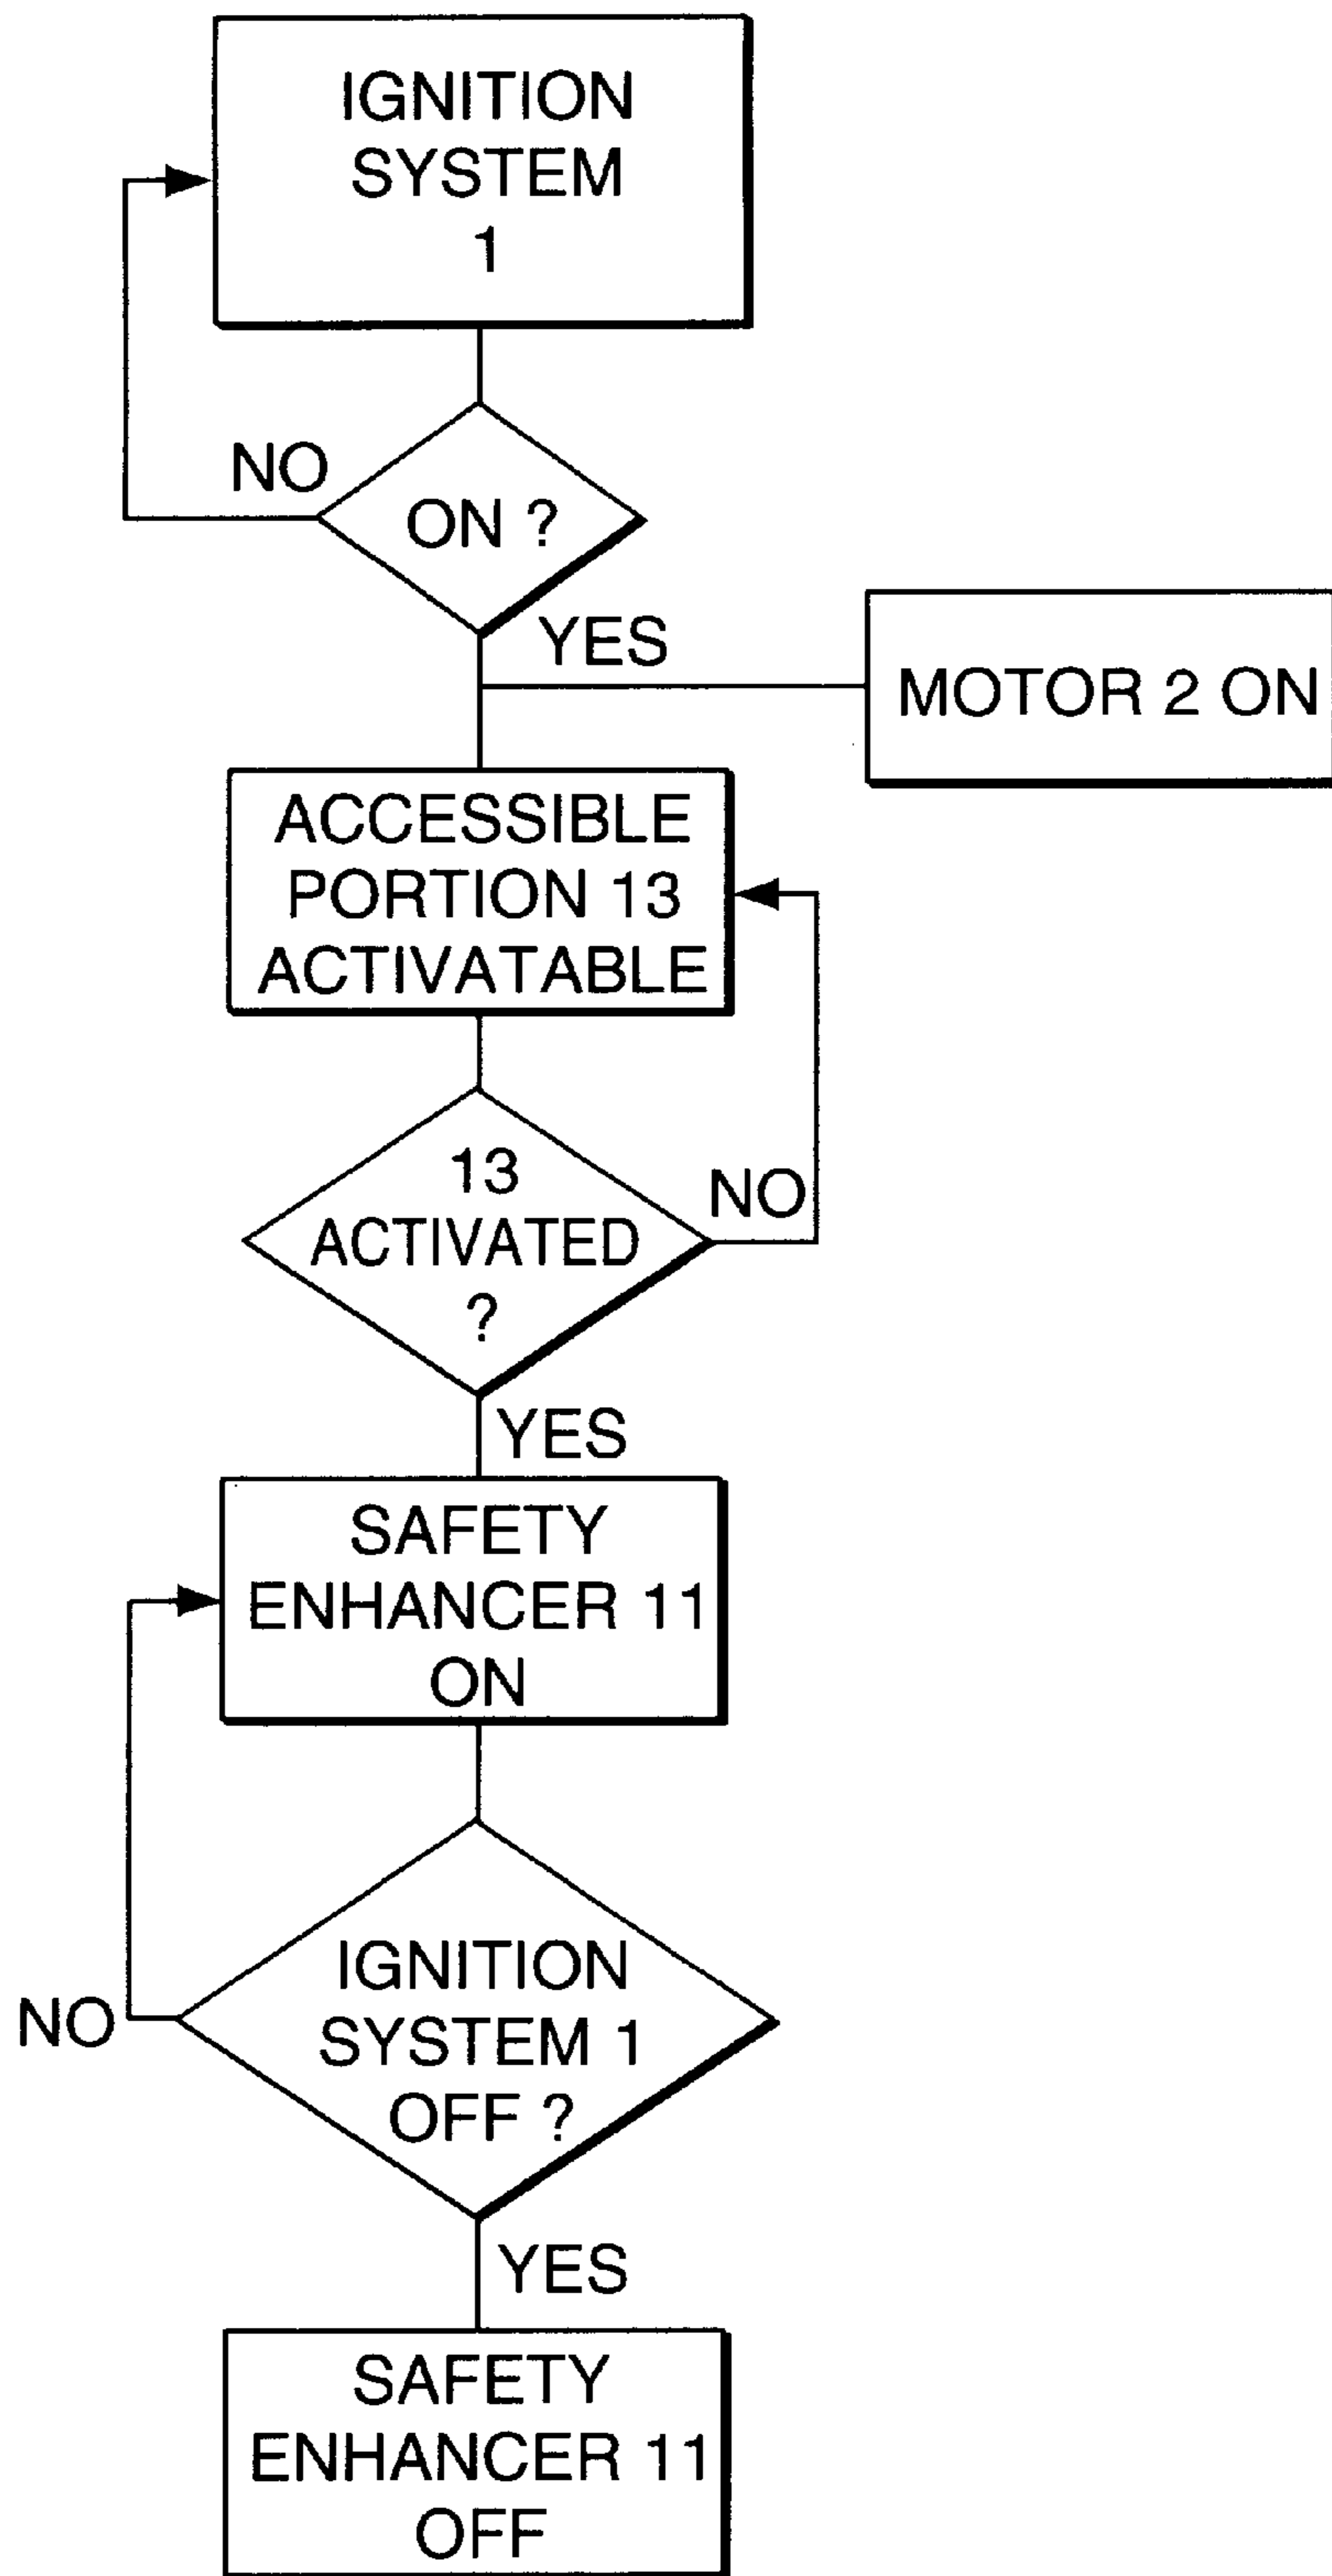 IGNITION
SYSTEM
1
NO
ON ?
YES
MOTOR 2 ON
ACCESSIBLE
PORTION 13
ACTIVATABLE
13
ACTIVATED
?
NO
YES
SAFETY
ENHANCER 11
ON
IGNITION
SYSTEM 1
OFF ?
NO
YES
SAFETY
ENHANCER 11
OFF